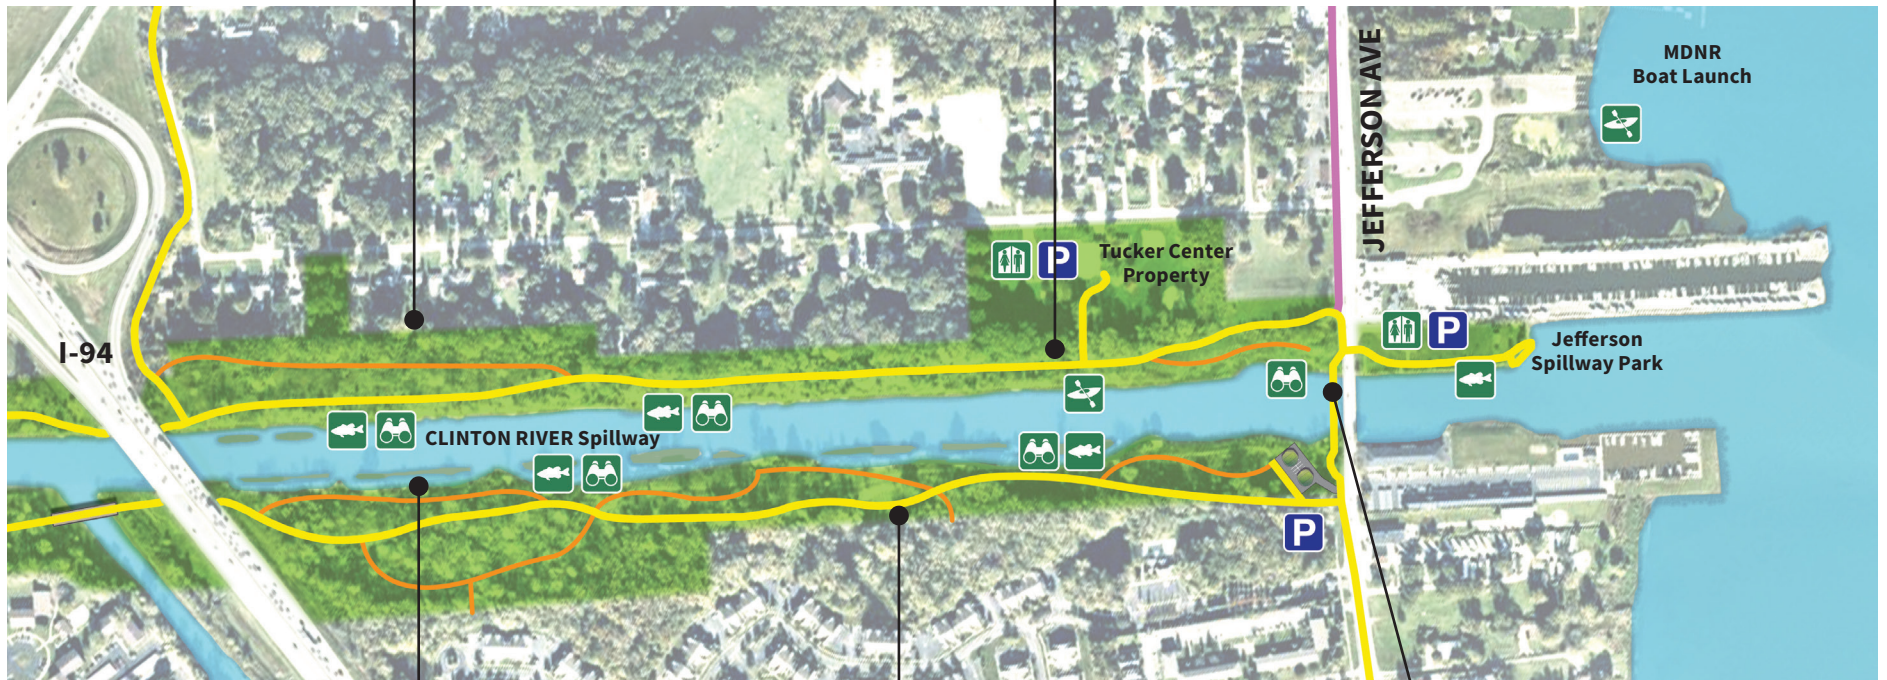 MDNR
Boat Launch
JEFFERSON AVE
P
Tucker Center
Property
P
Jefferson
Spillway Park
I-94
CLINTON RIVER Spillway
P